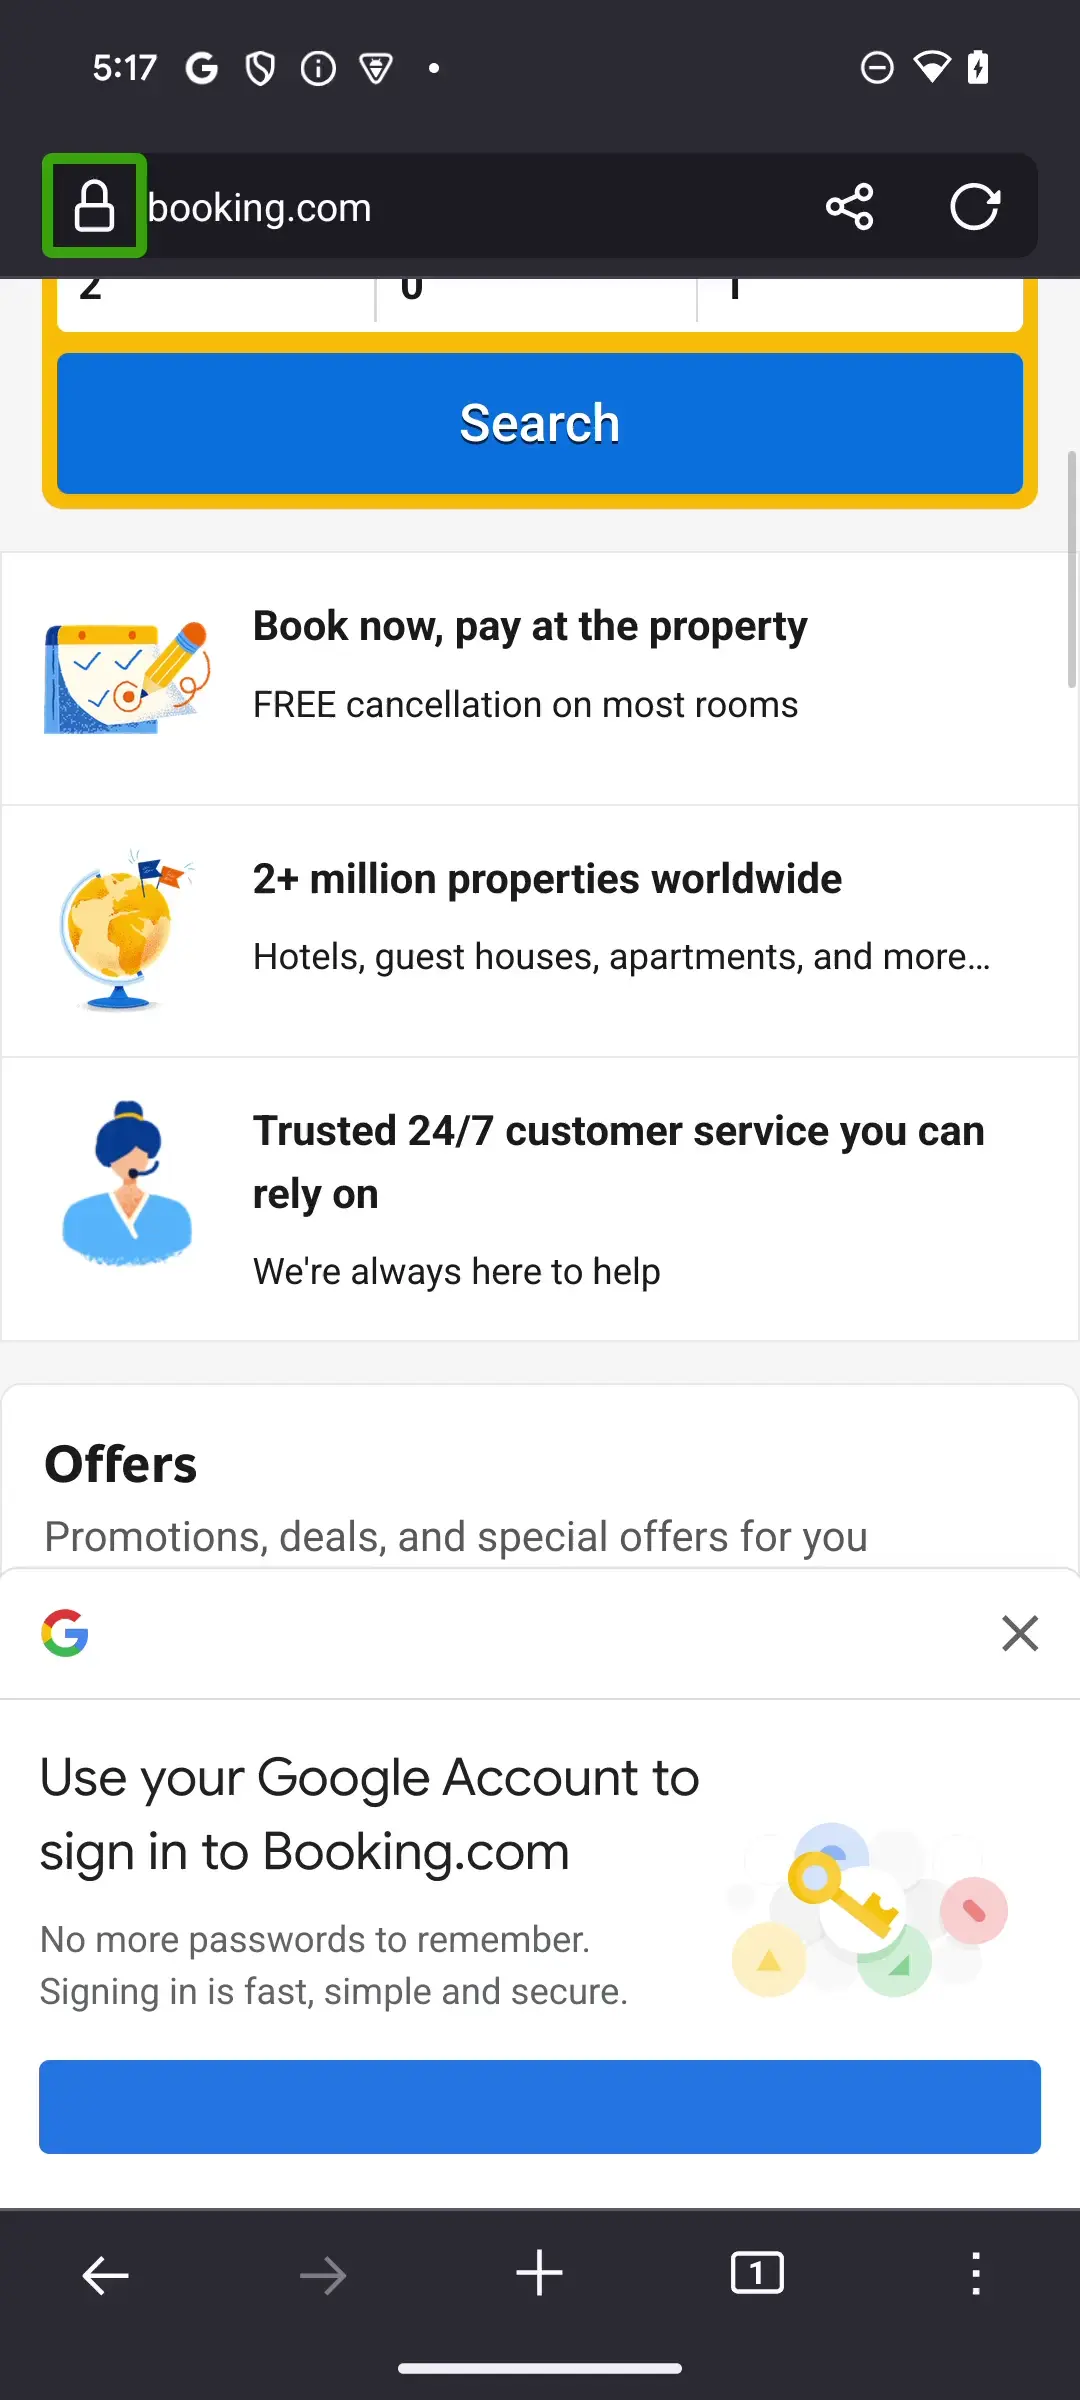 5:17
booking.com
2 0 1
Search
Book now, pay at the property
FREE cancellation on most rooms
2+ million properties worldwide
Hotels, guest houses, apartments, and more…
Trusted 24/7 customer service you can
rely on
We're always here to help
Offers
Promotions, deals, and special offers for you
Use your Google Account to
sign in to Booking.com
No more passwords to remember.
Signing in is fast, simple and secure.
1